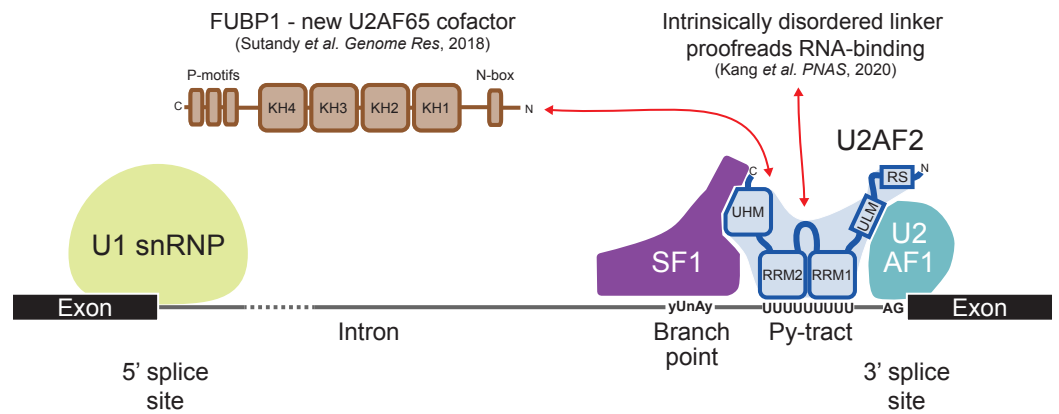 FUBP1 - new U2AF65 cofactor
(Sutandy et al. Genome Res, 2018)
Intrinsically disordered linker
proofreads RNA-binding
(Kang et al. PNAS, 2020)
P-motifs
N-box
C
KH4
KH3
KH2
KH1
N
U2AF2
C
N
RS
UHM
ULM
U1 snRNP
SF1
RRM2
RRM1
U2
AF1
Exon
yUnAy
UUUUUUUUU
AG
Exon
Intron
Branch
point
Py-tract
5' splice
site
3' splice
site